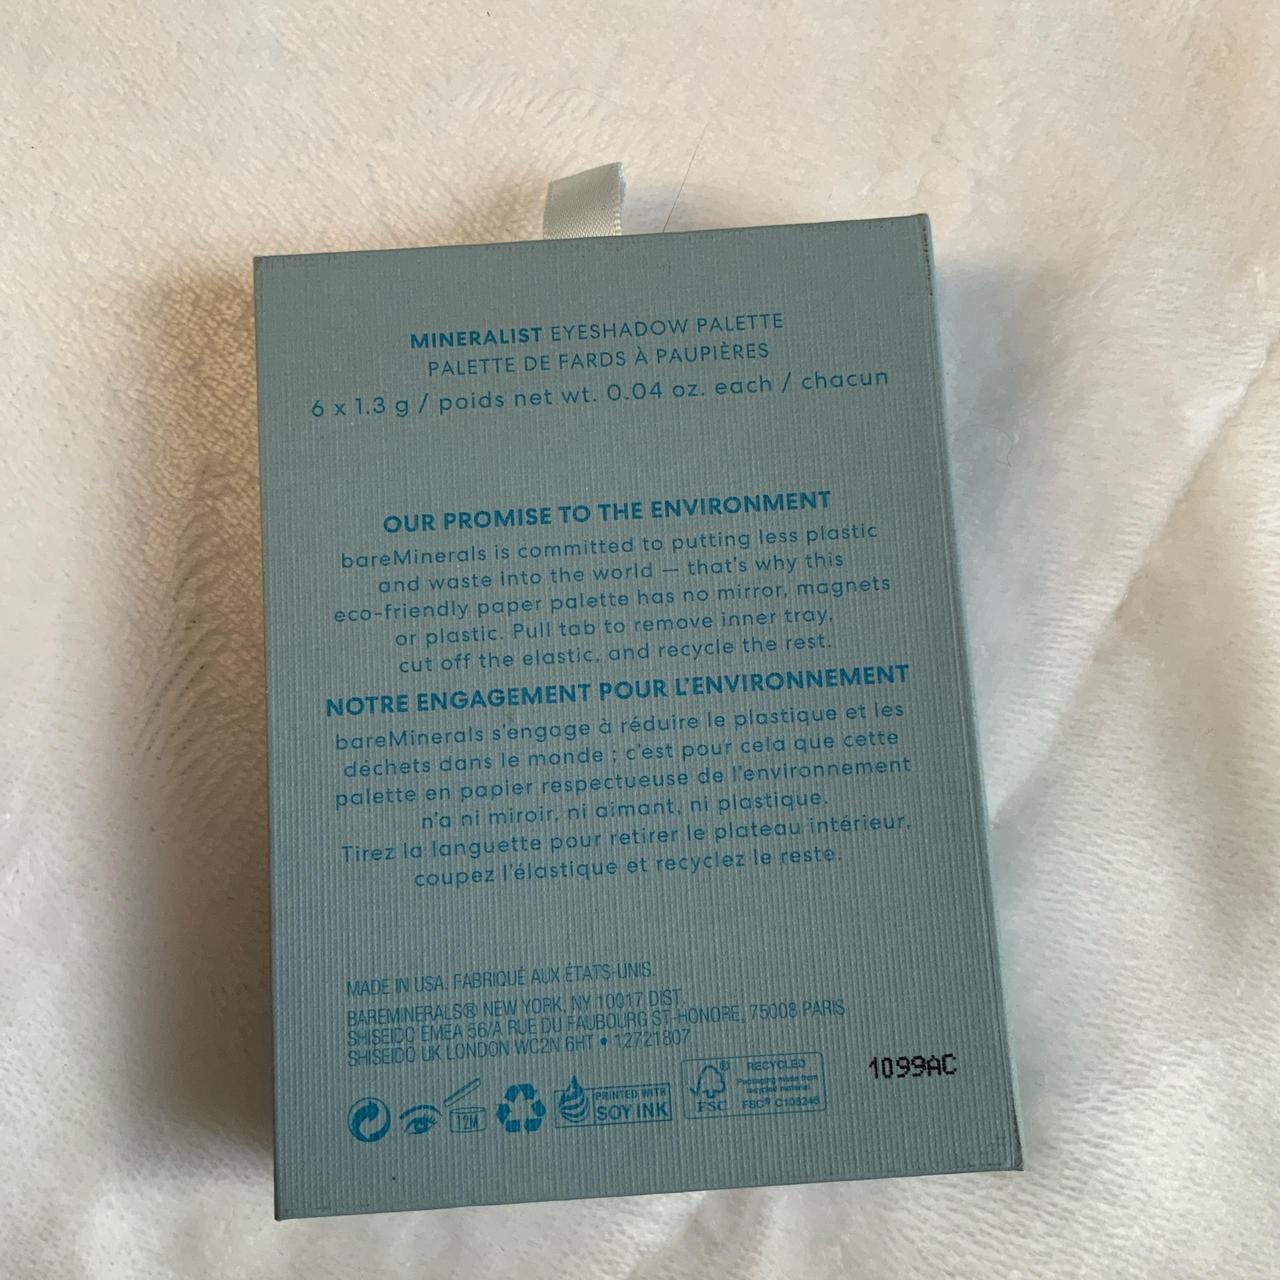 MINERALIST EYESHADOW PALETTE
PALETTE DE FARDS À PAUPIÈRES
6 x 1.3 g / poids net wt. 0.04 oz. each / chacun
OUR PROMISE TO THE ENVIRONMENT
bareMinerals is committed to putting less plastic
and waste into the world — that's why this
eco-friendly paper palette has no mirror, magnets
or plastic. Pull tab to remove inner tray,
cut off the elastic, and recycle the rest.
NOTRE ENGAGEMENT POUR L'ENVIRONNEMENT
bareMinerals s'engage à réduire le plastique et les
déchets dans le monde ; c'est pour cela que cette
palette en papier respectueuse de l'environnement
n'a ni miroir, ni aimant, ni plastique.
Tirez la languette pour retirer le plateau intérieur,
coupez l'élastique et recyclez le reste.
MADE IN USA. FABRIQUÉ AUX ÉTATS-UNIS.
BAREMINERALS® NEW YORK, NY 10017 DIST.
SHISEIDO EMEA 56/A RUE DU FAUBOURG ST-HONORE, 75008 PARIS
SHISEIDO UK LONDON WC2N 6HT • 12721807
1099AC
12M
PRINTED WITH
SOY INK
FSC
RECYCLED
Packaging made from
recycled material
FSC® C106246